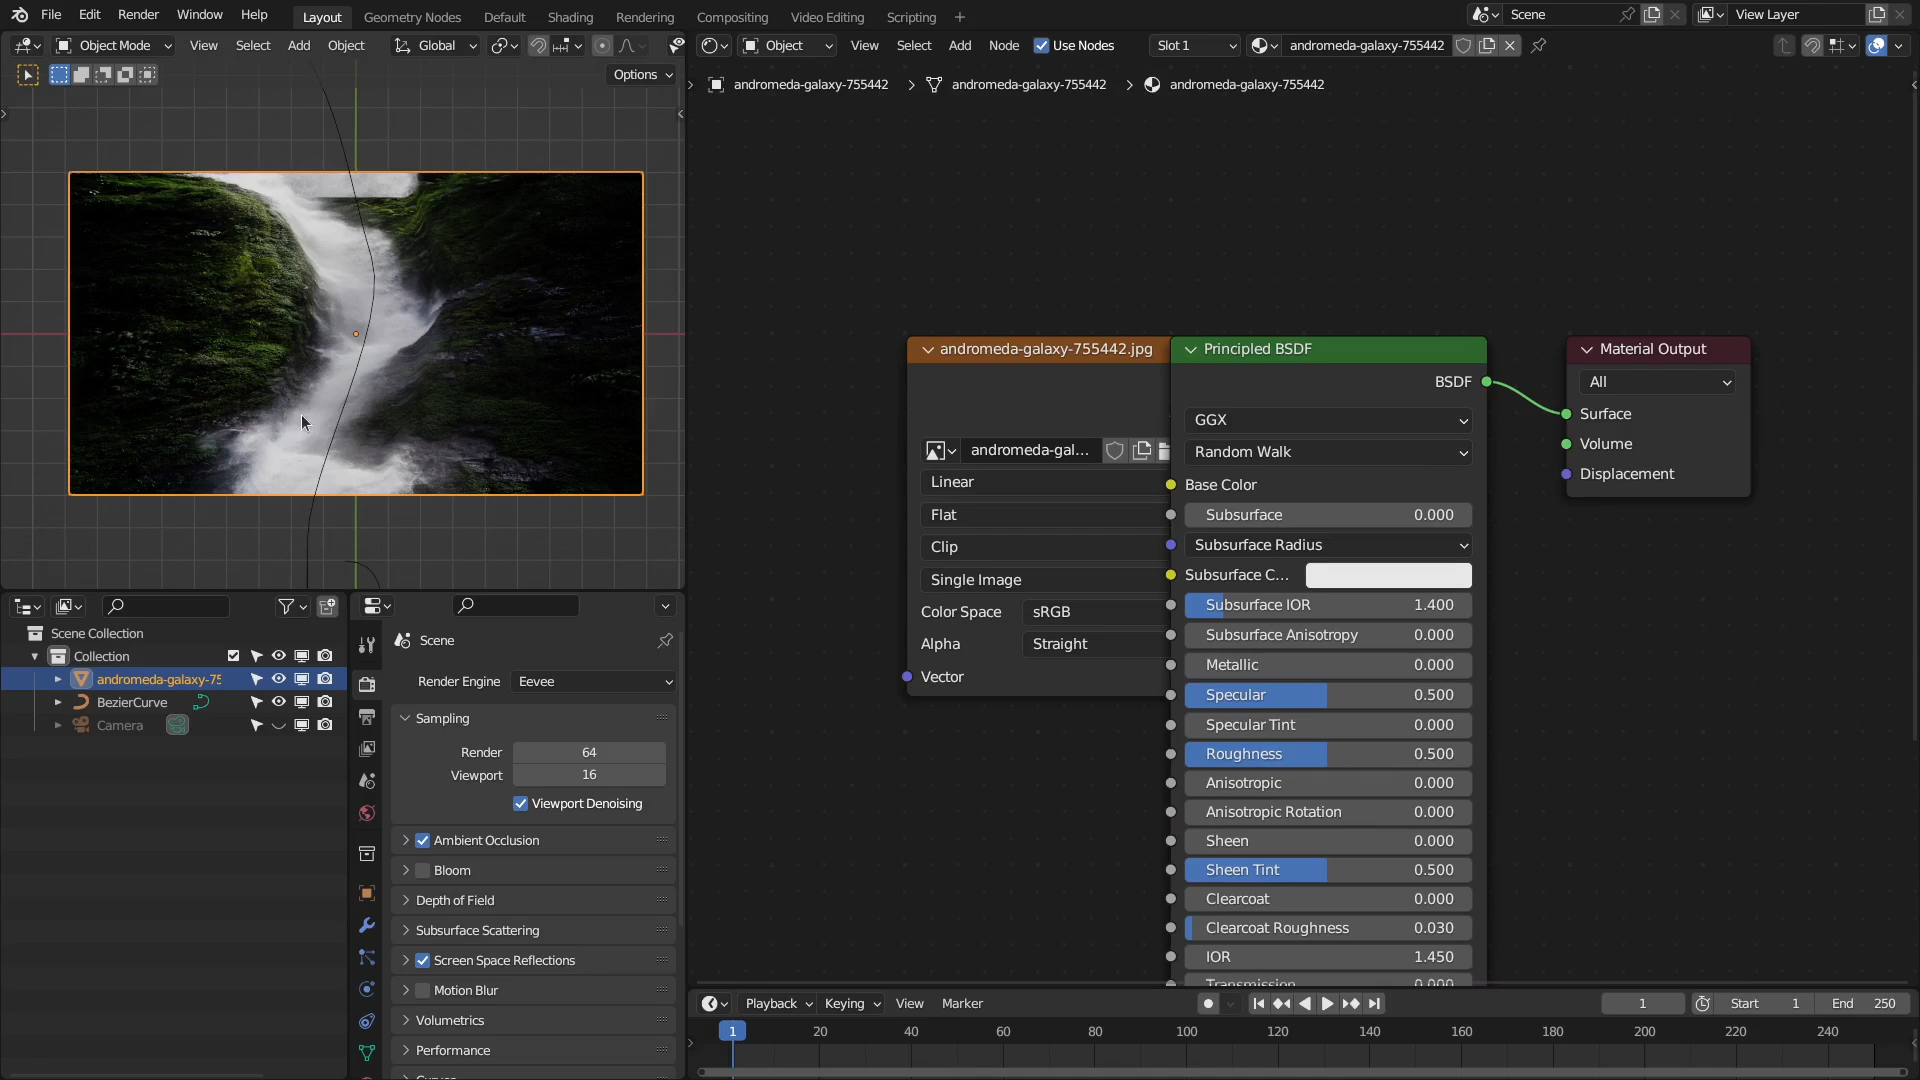 File Edit Render Window Help Layout Geometry Nodes Default Shading Rendering Compositing Video Editing Scripting Scene View Layer
Object Mode View Select Add Object Global
Options
Object View Select Add Node Use Nodes Slot 1 andromeda-galaxy-755442
andromeda-galaxy-755442 andromeda-galaxy-755442 andromeda-galaxy-755442
andromeda-galaxy-755442.jpg
andromeda-gal...
Linear
Flat
Clip
Single Image
Color Space sRGB
Alpha Straight
Vector
Principled BSDF
BSDF
GGX
Random Walk
Base Color
Subsurface 0.000
Subsurface Radius
Subsurface C...
Subsurface IOR 1.400
Subsurface Anisotropy 0.000
Metallic 0.000
Specular 0.500
Specular Tint 0.000
Roughness 0.500
Anisotropic 0.000
Anisotropic Rotation 0.000
Sheen 0.000
Sheen Tint 0.500
Clearcoat 0.000
Clearcoat Roughness 0.030
IOR 1.450
Transmission 0.000
Material Output
All
Surface
Volume
Displacement
Scene Collection
Collection
andromeda-galaxy-75
BezierCurve
Camera
Scene
Render Engine Eevee
Sampling
Render 64
Viewport 16
Viewport Denoising
Ambient Occlusion
Bloom
Depth of Field
Subsurface Scattering
Screen Space Reflections
Motion Blur
Volumetrics
Performance
Playback Keying View Marker 1 Start 1 End 250
1 20 40 60 80 100 120 140 160 180 200 220 240